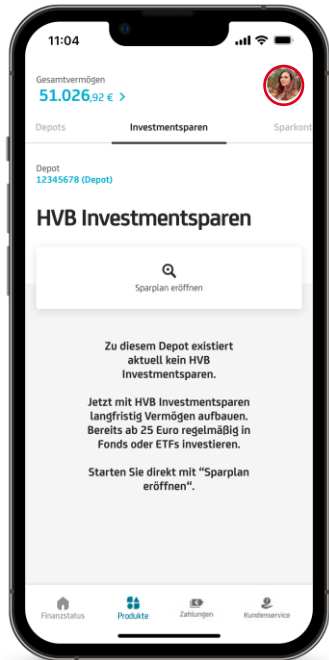 11:04
Gesamtvermögen
51.026,92 € >
Depots Investmentsparen Sparkont
Depot
12345678 (Depot)
HVB Investmentsparen
Sparplan eröffnen
Zu diesem Depot existiert
aktuell kein HVB
Investmentsparen.
Jetzt mit HVB Investmentsparen
langfristig Vermögen aufbauen.
Bereits ab 25 Euro regelmäßig in
Fonds oder ETFs investieren.
Starten Sie direkt mit “Sparplan
eröffnen“.
Finanzstatus Produkte Zahlungen Kundenservice